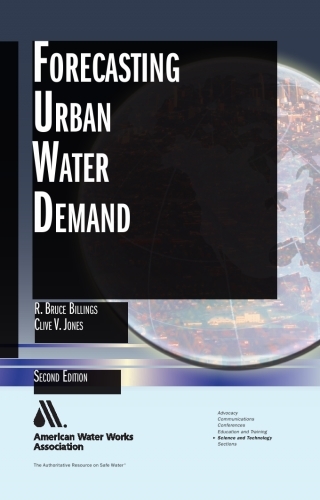 Forecasting
Urban
Water
Demand
R. Bruce Billings
Clive V. Jones
Second Edition
American Water Works
Association
The Authoritative Resource on Safe Water®
Advocacy
Communications
Conferences
Education and Training
• Science and Technology
Sections